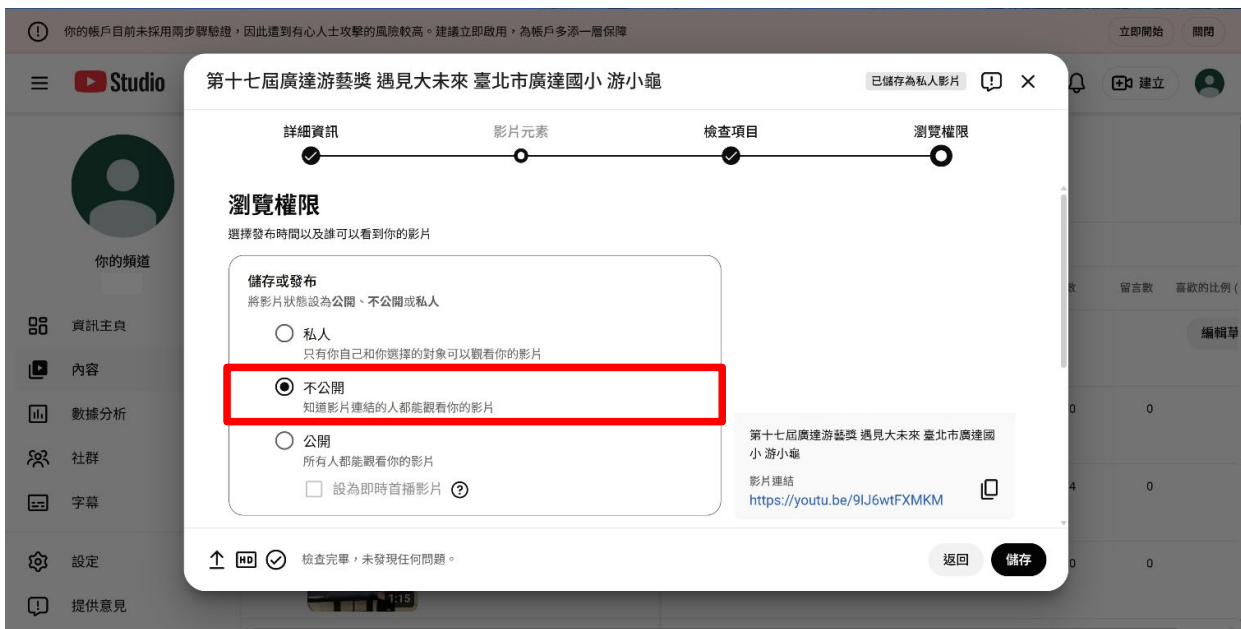 你的帳戶目前未採用兩步驟驗證，因此遭到有心人士攻擊的風險較高。建議立即啟用，為帳戶多添一層保障
立即開始
關閉
Studio
建立
第十七屆廣達游藝獎 遇見大未來 臺北市廣達國小 游小龜
已儲存為私人影片
詳細資訊
影片元素
檢查項目
瀏覽權限
瀏覽權限
選擇發布時間以及誰可以看到你的影片
儲存或發布
將影片狀態設為公開、不公開或私人
私人
只有你自己和你選擇的對象可以觀看你的影片
不公開
知道影片連結的人都能觀看你的影片
公開
所有人都能觀看你的影片
設為即時首播影片
第十七屆廣達游藝獎 遇見大未來 臺北市廣達國
小 游小龜
影片連結
https://youtu.be/9lJ6wtFXMKM
HD
檢查完畢，未發現任何問題。
返回
儲存
你的頻道
資訊主頁
內容
數據分析
社群
字幕
設定
提供意見
留言數
喜歡的比例 (
編輯草
0
0
4
0
0
0
1:15